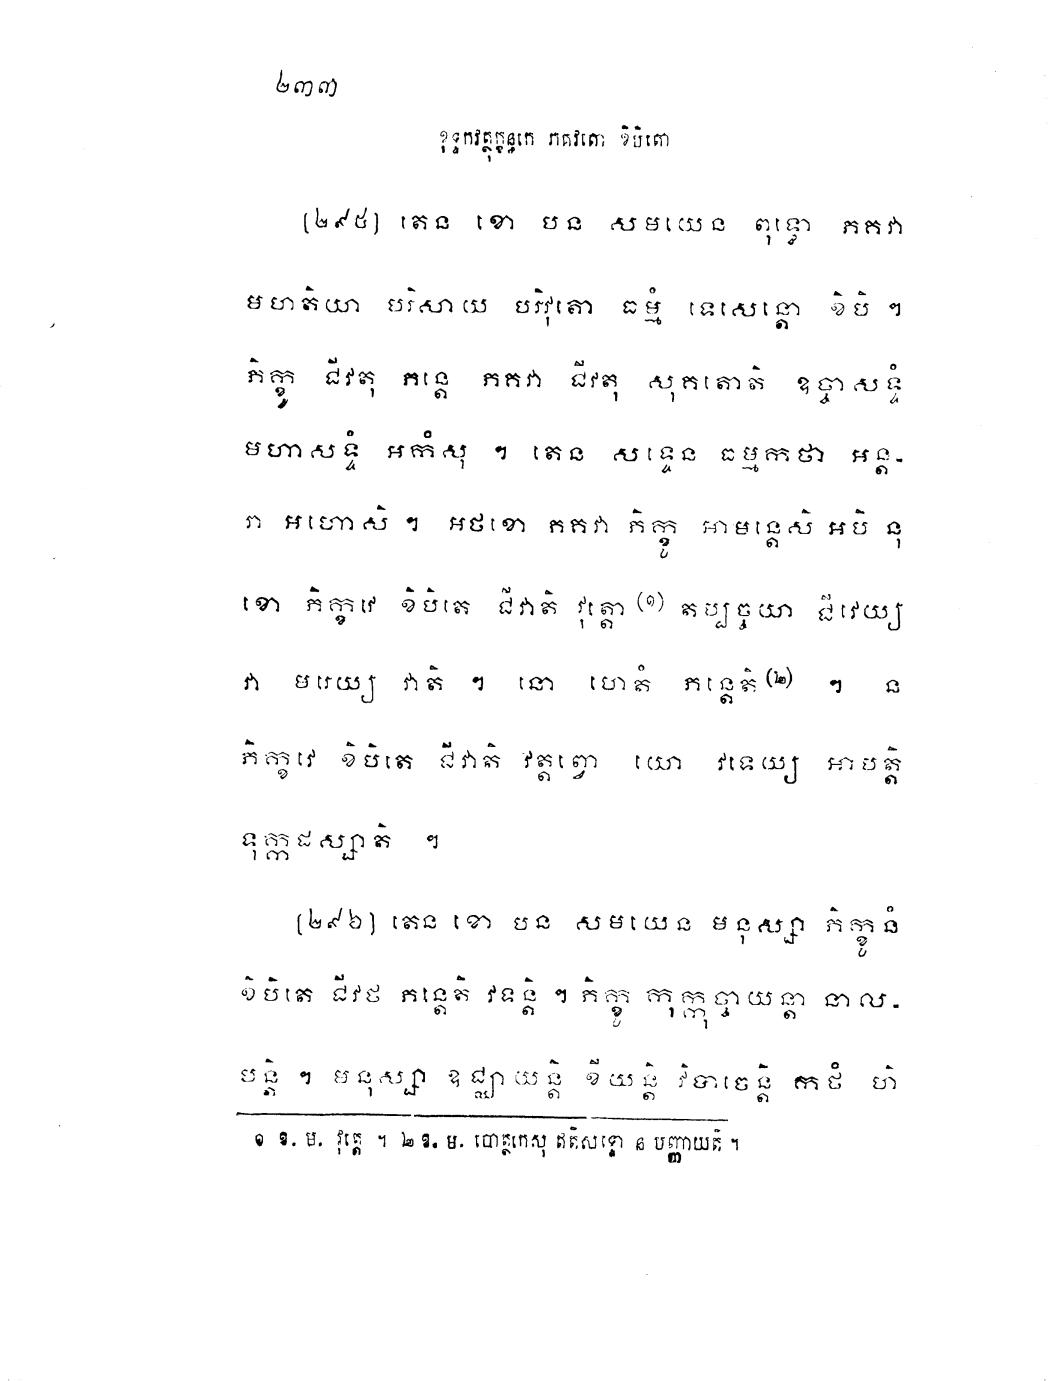 ២៣៣
ខុទ្ទកវត្ថុក្ខន្ធកេ ភគវតោ ខិបិតោ
(២៩៥) តេន ខោ បន សមយេន ពុទ្ធោ ភគវា
មហតិយា បរិសាយ បរិវុតោ ធម្មំ ទេសេន្តោ ខិបិ ។
ភិក្ខូ ជីវតុ ភន្តេ ភគវា ជីវតុ សុគតោតិ ឧច្ចាសទ្ទំ
មហាសទ្ទំ អកំសុ ។ តេន សទ្ទេន ធម្មកថា អន្ត-
រា អហោសិ ។ អថខោ ភគវា ភិក្ខូ អាមន្តេសិ អបិ នុ
ខោ ភិក្ខវេ ខិបិតេ ជីវាតិ វុត្តោ (១) តប្បច្ចយា ជីវេយ្យ
វា មរេយ្យ វាតិ ។ នោ ហេតំ ភន្តេតិ (២) ។ ន
ភិក្ខវេ ខិបិតេ ជីវាតិ វត្តព្វោ យោ វទេយ្យ អាបត្តិ
ទុក្កដស្សាតិ ។
(២៩៦) តេន ខោ បន សមយេន មនុស្សា ភិក្ខូនំ
ខិបិតេ ជីវថ ភន្តេតិ វទន្តិ ។ ភិក្ខូ កុក្កុច្ចាយន្តា នាល-
បន្តិ ។ មនុស្សា ឧជ្ឈាយន្តិ ខីយន្តិ វិបាចេន្តិ កថំ ហិ
១ ឱ. ម. វុត្តេ ។ ២ ឱ. ម. បោត្ថកេសុ ឥតិសទ្ទោ ន បញ្ញាយតិ ។